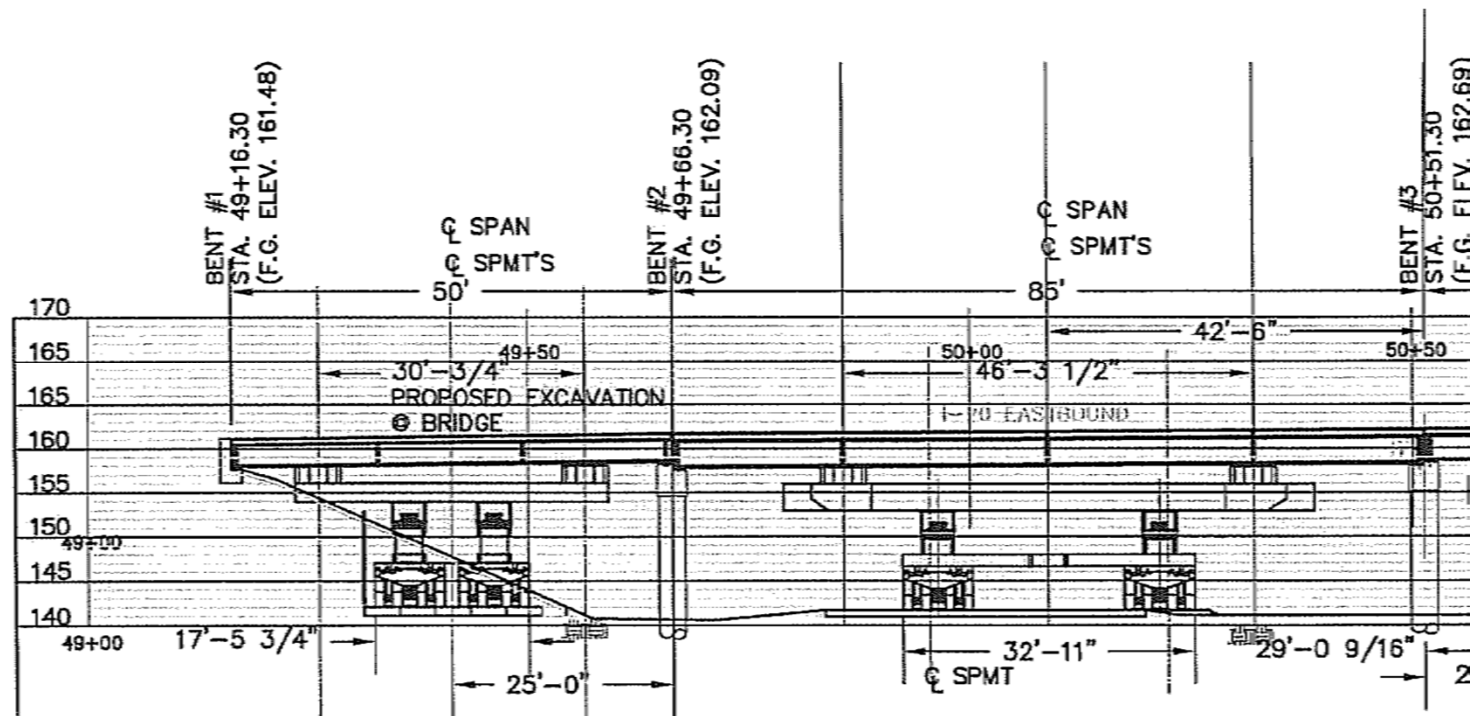 BENT #1
STA. 49+16.30
(F.G. ELEV. 161.48)
BENT #2
STA. 49+66.30
(F.G. ELEV. 162.09)
BENT #3
STA. 50+51.30
(F.G. ELEV. 162.69)
℄ SPAN
℄ SPMT'S
℄ SPAN
℄ SPMT'S
50'
85'
170
42'-6"
165
49+50
50+00
50+50
30'-3/4"
46'-3 1/2"
PROPOSED EXCAVATION
@ BRIDGE
165
I-20 EASTBOUND
160
155
150
49+00
145
140
49+00
17'-5 3/4"
32'-11"
29'-0 9/16"
℄ SPMT
25'-0"
2